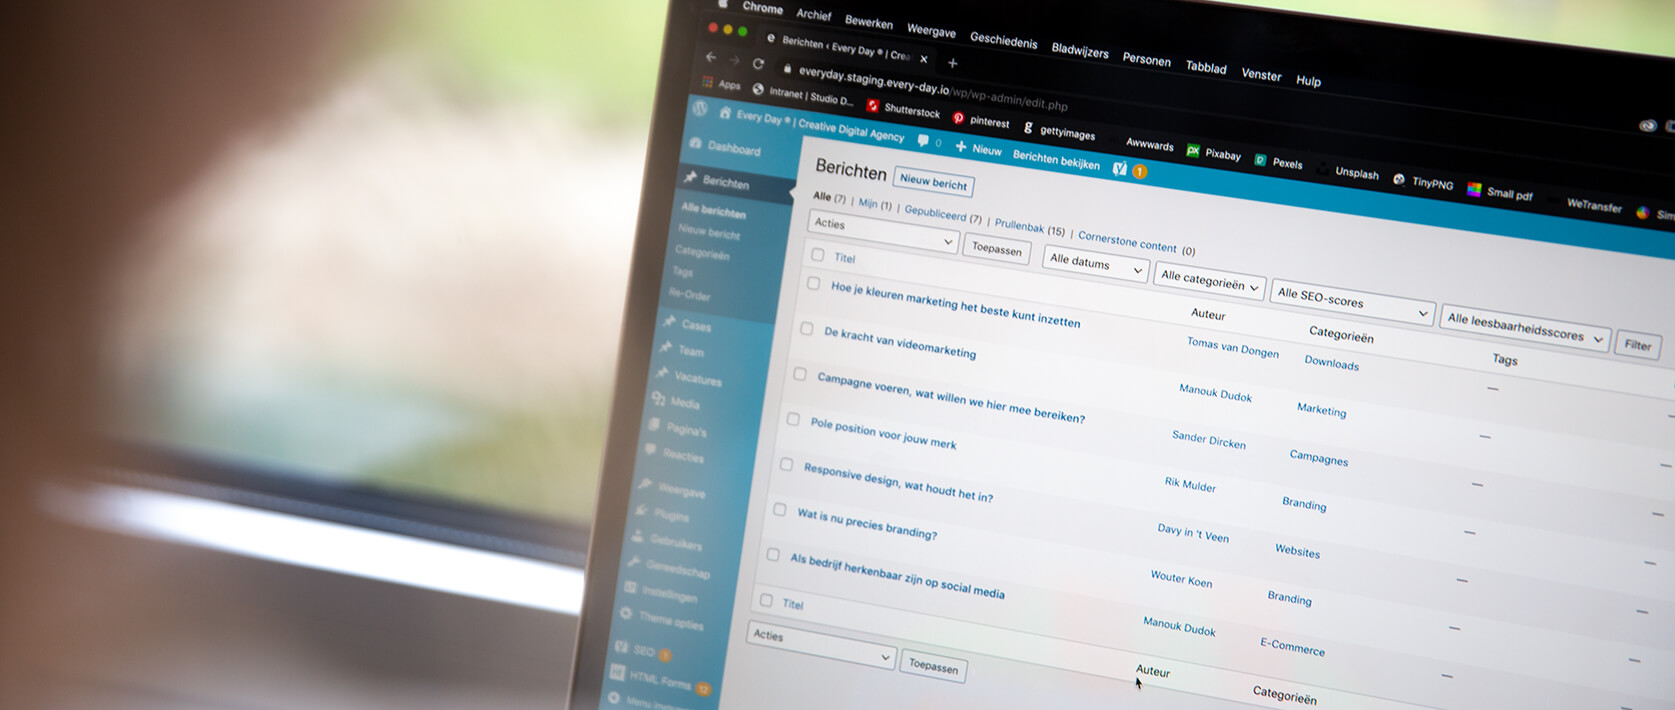 Chrome Archief Bewerken Weergave Geschiedenis Bladwijzers Personen Tabblad Venster Hulp
Berichten ‹ Every Day ® | Crea
everyday.staging.every-day.io/wp/wp-admin/edit.php
Apps Intranet | Studio D... Shutterstock pinterest gettyimages Awwwards Pixabay Pexels Unsplash TinyPNG Small pdf WeTransfer Sim
Every Day ® | Creative Digital Agency 0 Nieuw Berichten bekijken 1
Dashboard
Berichten
Alle berichten
Nieuw bericht
Categorieën
Tags
Re-Order
Cases
Team
Vacatures
Media
Pagina's
Reacties
Weergave
Plugins
Gebruikers
Gereedschap
Instellingen
Theme opties
SEO
HTML Forms 12
Menu
Berichten Nieuw bericht
Alle (7) | Mijn (1) | Gepubliceerd (7) | Prullenbak (15) | Cornerstone content (0)
Acties Toepassen Alle datums Alle categorieën Alle SEO-scores Alle leesbaarheidsscores Filter
Titel Auteur Categorieën Tags
Hoe je kleuren marketing het beste kunt inzetten Tomas van Dongen Downloads —
De kracht van videomarketing Manouk Dudok Marketing —
Campagne voeren, wat willen we hier mee bereiken? Sander Dircken Campagnes —
Pole position voor jouw merk Rik Mulder Branding —
Responsive design, wat houdt het in? Davy in 't Veen Websites —
Wat is nu precies branding? Wouter Koen Branding —
Als bedrijf herkenbaar zijn op social media Manouk Dudok E-Commerce —
Titel Auteur Categorieën
Acties Toepassen